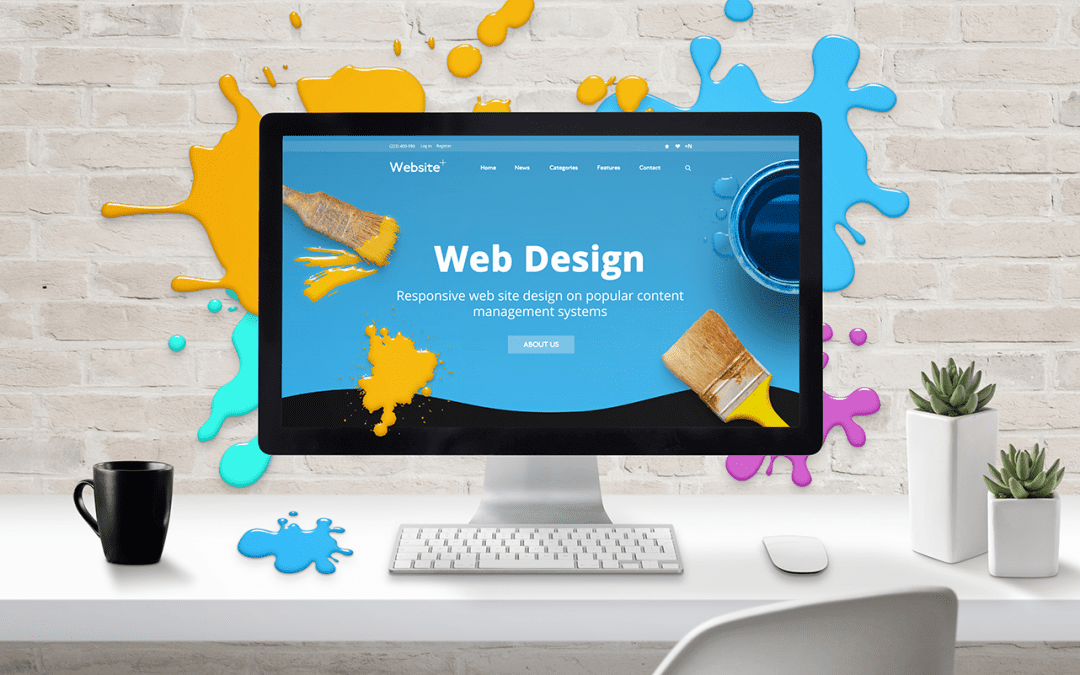 Log in Register
Website+
Home News Categories Features Contact
Web Design
Responsive web site design on popular content
management systems
ABOUT US